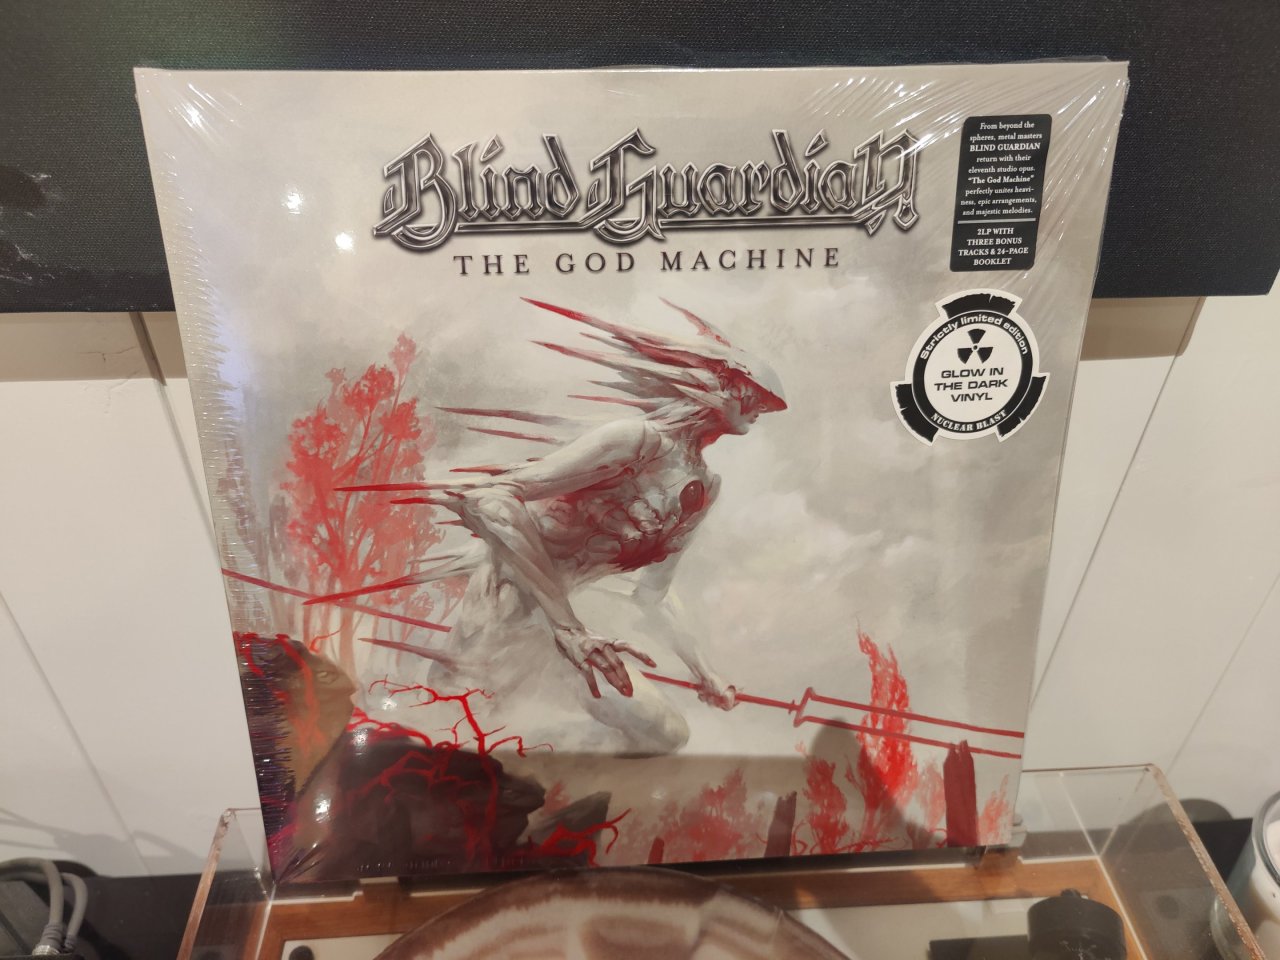 Blind Guardian
THE GOD MACHINE
From beyond the
spheres, metal masters
BLIND GUARDIAN
return with their
eleventh studio opus.
"The God Machine"
perfectly unites heavi-
ness, epic arrangements,
and majestic melodies.
2LP WITH
THREE BONUS
TRACKS & 24-PAGE
BOOKLET
Strictly limited edition
GLOW IN
THE DARK
VINYL
NUCLEAR BLAST